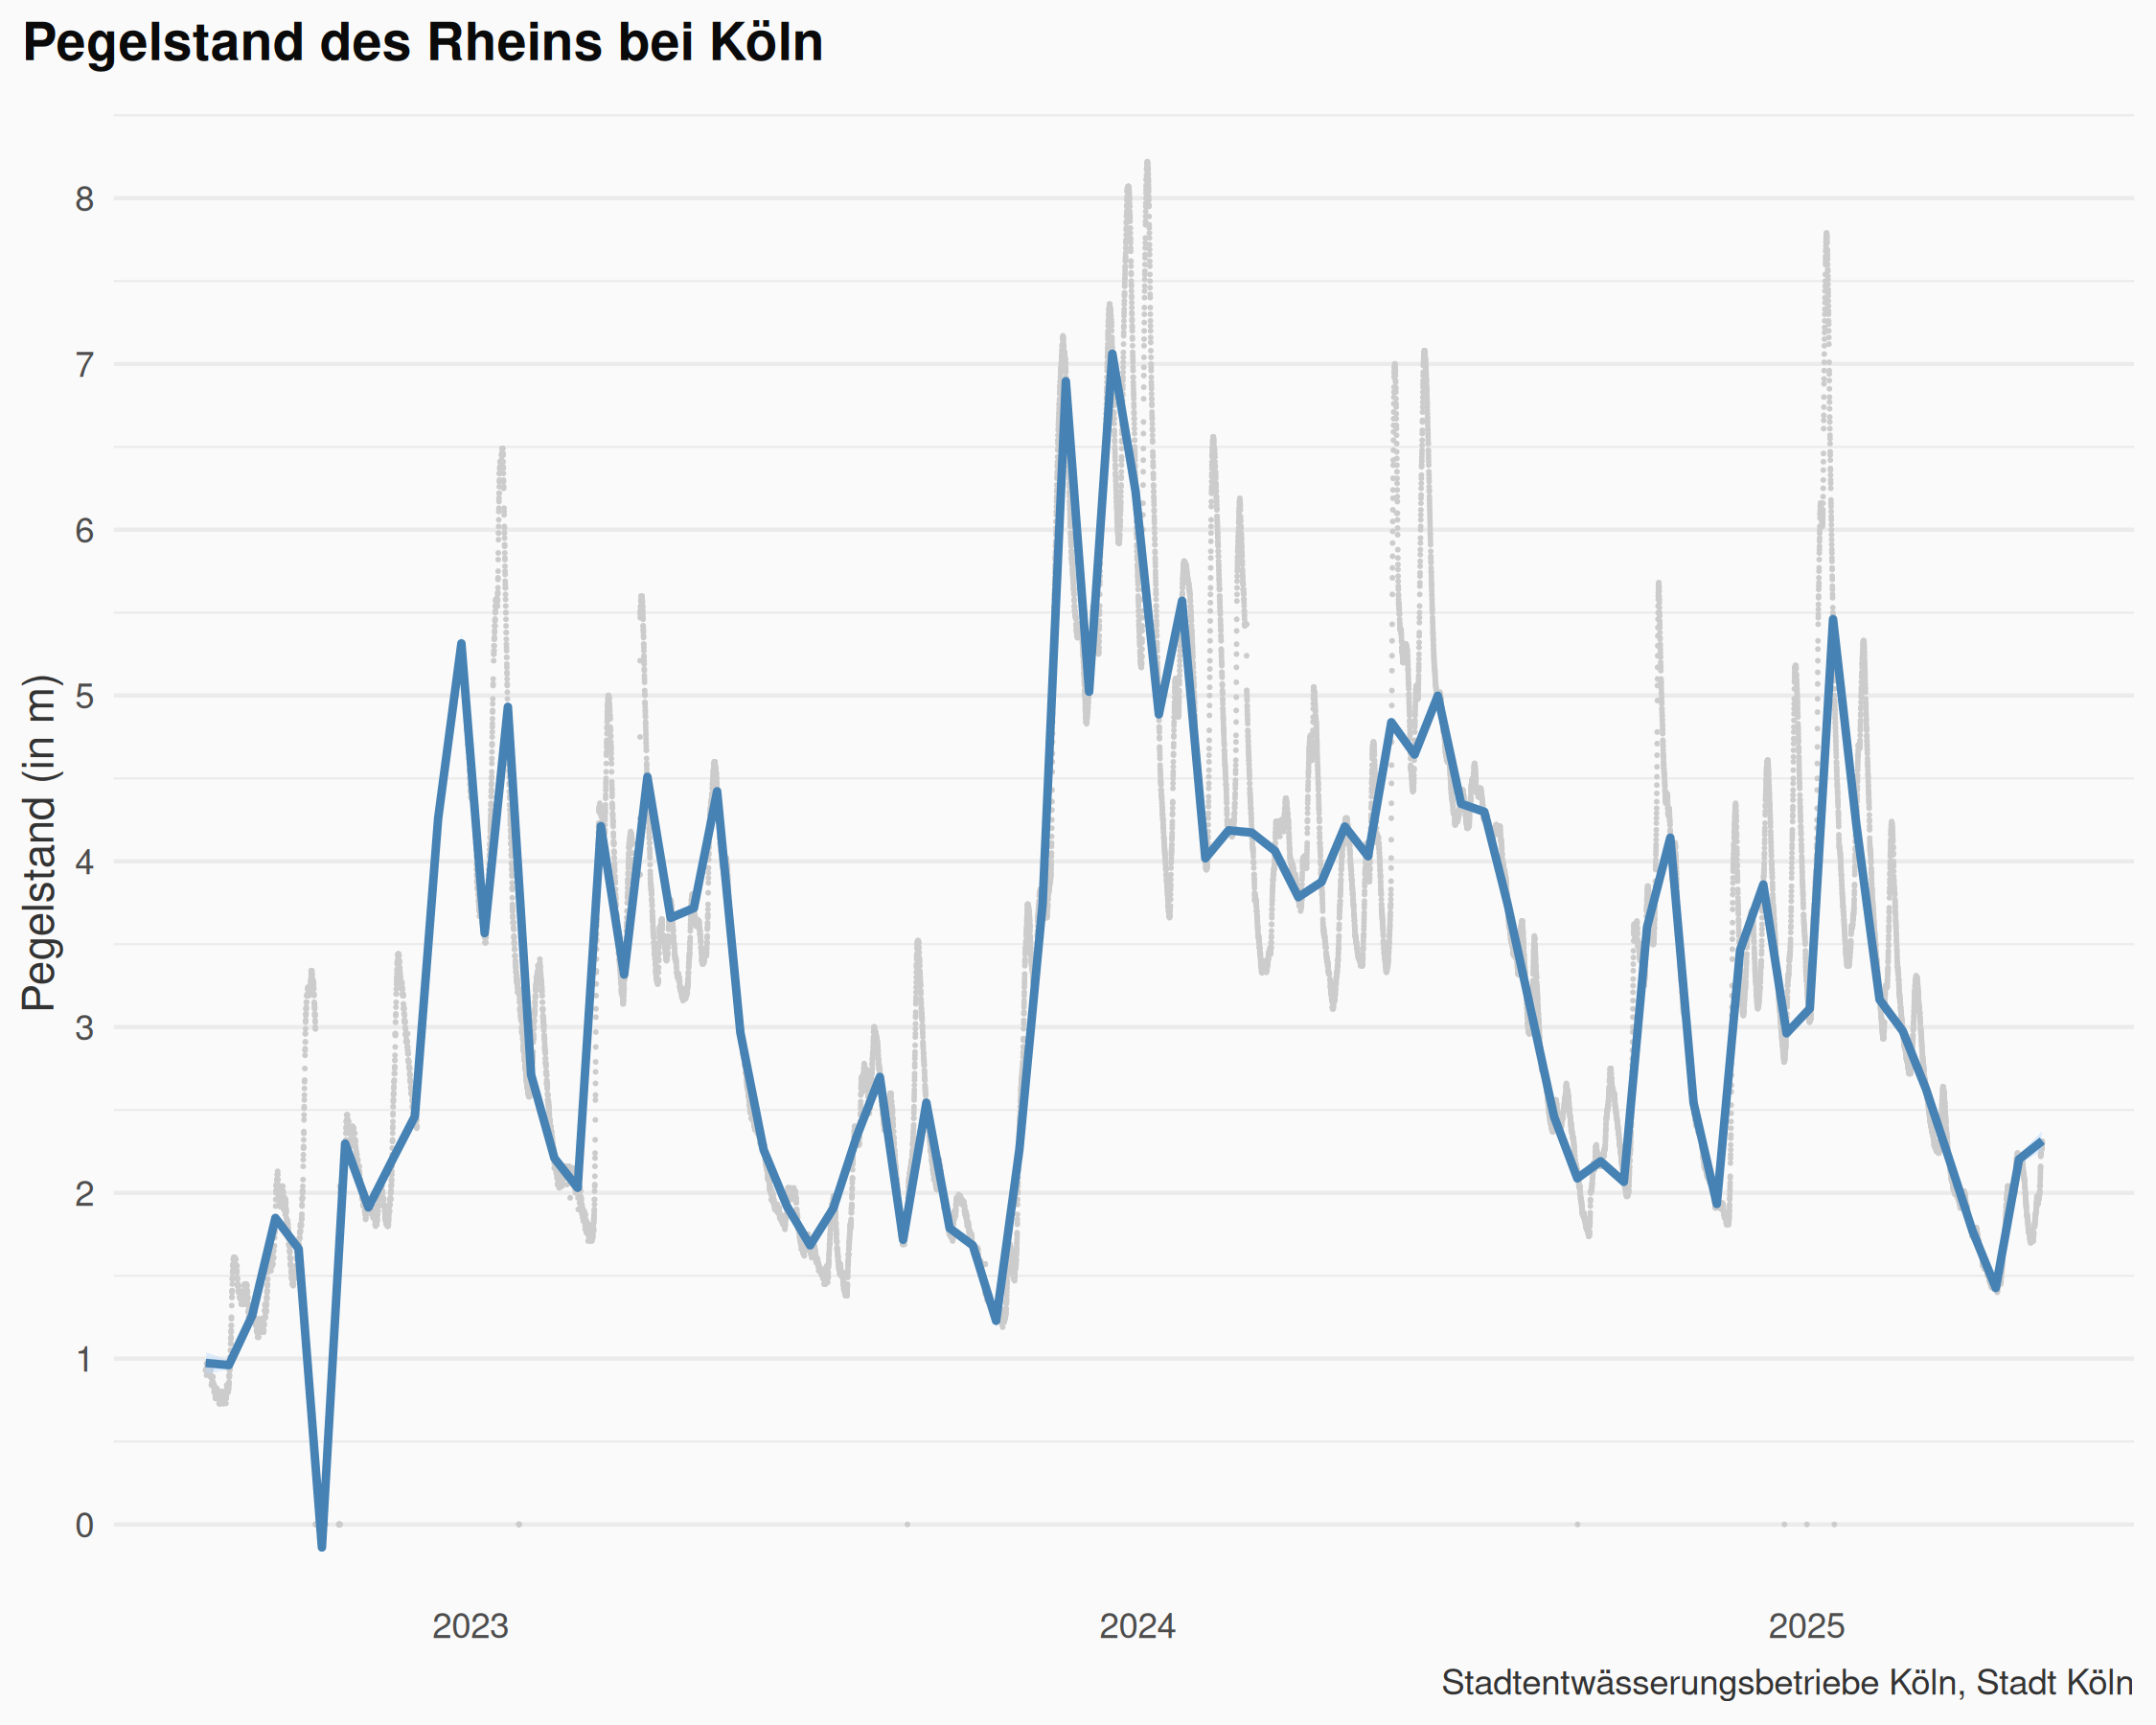 Pegelstand des Rheins bei Köln
Pegelstand (in m)
8
7
6
5
4
3
2
1
0
2023 2024 2025
Stadtentwässerungsbetriebe Köln, Stadt Köln